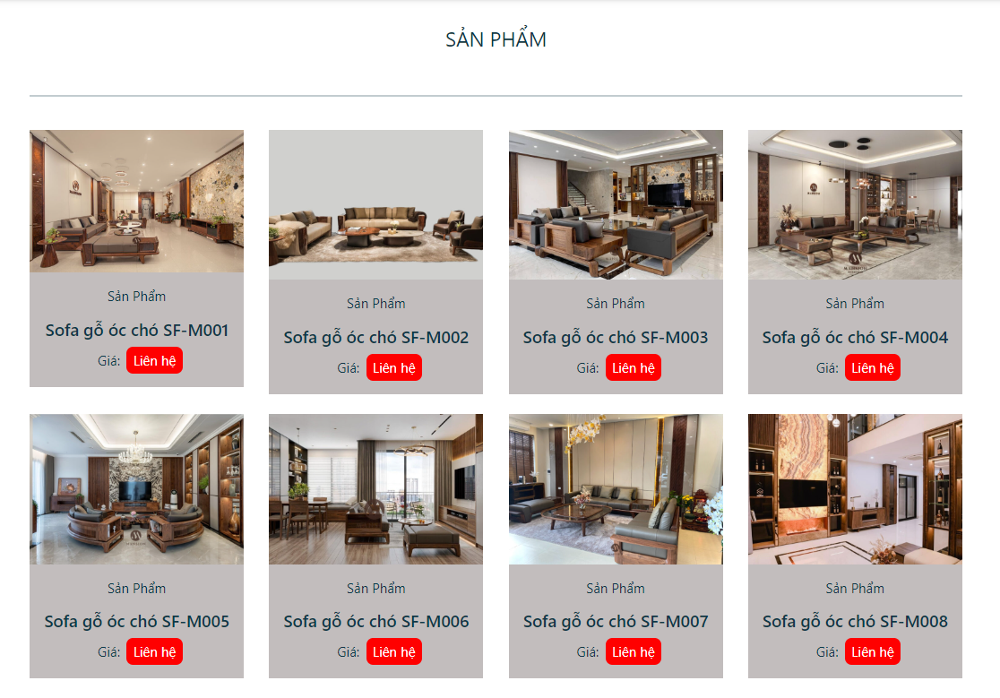 SẢN PHẨM
Sản Phẩm
Sofa gỗ óc chó SF-M001
Giá: Liên hệ
Sản Phẩm
Sofa gỗ óc chó SF-M002
Giá: Liên hệ
Sản Phẩm
Sofa gỗ óc chó SF-M003
Giá: Liên hệ
Sản Phẩm
Sofa gỗ óc chó SF-M004
Giá: Liên hệ
Sản Phẩm
Sofa gỗ óc chó SF-M005
Giá: Liên hệ
Sản Phẩm
Sofa gỗ óc chó SF-M006
Giá: Liên hệ
Sản Phẩm
Sofa gỗ óc chó SF-M007
Giá: Liên hệ
Sản Phẩm
Sofa gỗ óc chó SF-M008
Giá: Liên hệ